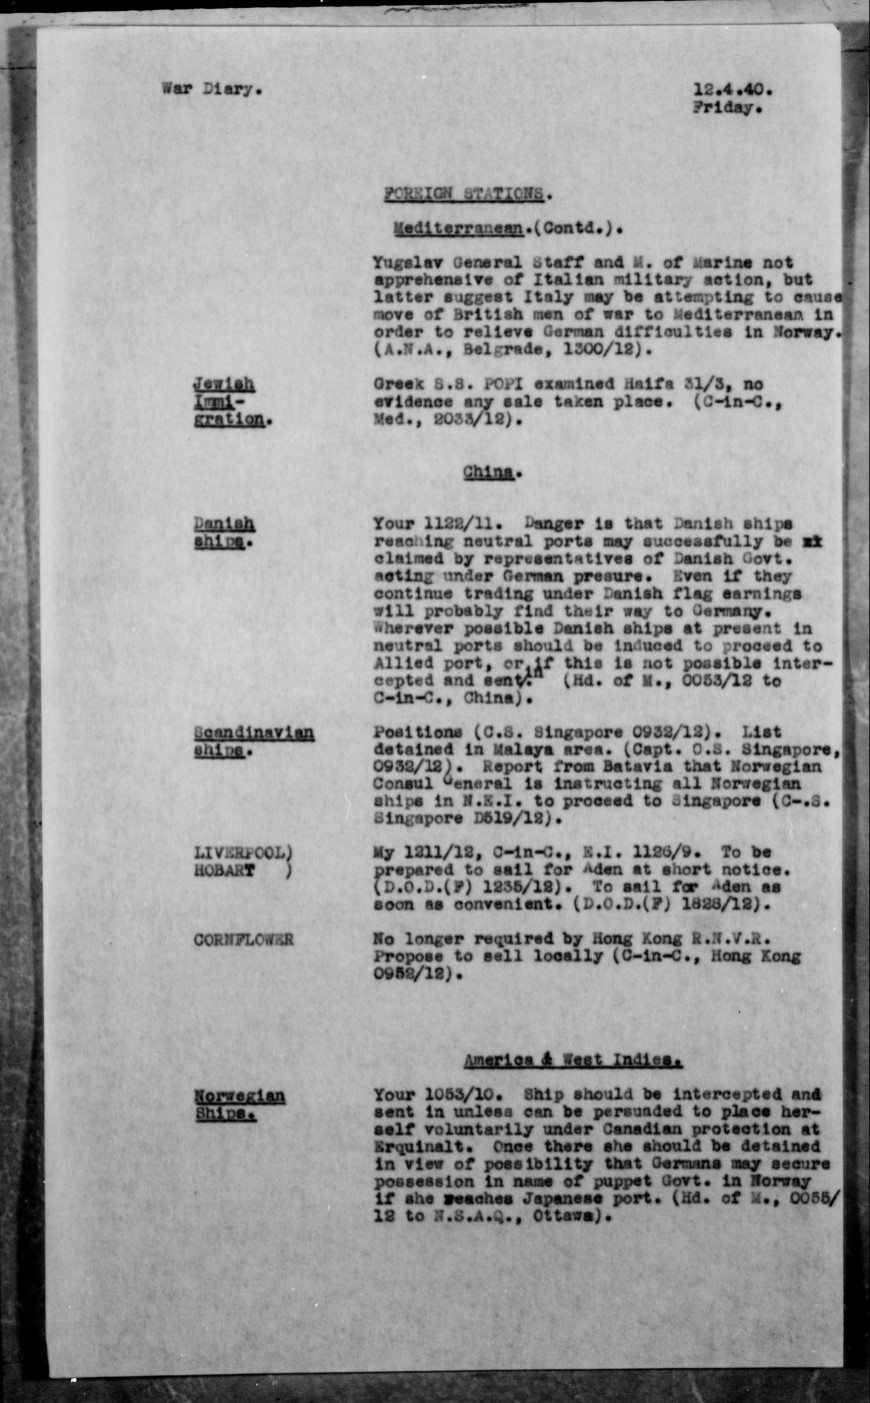 War Diary.
12.4.40.
Friday.
FOREIGN STATIONS.
Mediterranean.(Contd.).
Yugslav General Staff and M. of Marine not
apprehensive of Italian military action, but
latter suggest Italy may be attempting to cause
move of British men of war to Mediterranean in
order to relieve German difficulties in Norway.
(A.N.A., Belgrade, 1300/12).
Jewish
Immi-
gration.
Greek S.S. POPI examined Haifa 31/3, no
evidence any sale taken place. (C-in-C.,
Med., 2033/12).
China.
Danish
ships.
Your 1122/11. Danger is that Danish ships
reaching neutral ports may successfully be
claimed by representatives of Danish Govt.
acting under German presure. Even if they
continue trading under Danish flag earnings
will probably find their way to Germany.
Wherever possible Danish ships at present in
neutral ports should be induced to proceed to
Allied port, or, if this is not possible inter-
cepted and sent in. (Hd. of M., 0053/12 to
C-in-C., China).
Scandinavian
ships.
Positions (C.S. Singapore 0932/12). List
detained in Malaya area. (Capt. O.S. Singapore,
0932/12). Report from Batavia that Norwegian
Consul General is instructing all Norwegian
ships in N.E.I. to proceed to Singapore (C-.S.
Singapore D519/12).
LIVERPOOL)
HOBART )
My 1211/12, C-in-C., E.I. 1126/9. To be
prepared to sail for Aden at short notice.
(D.O.D.(F) 1235/12). To sail for Aden as
soon as convenient. (D.O.D.(F) 1828/12).
CORNFLOWER
No longer required by Hong Kong R.N.V.R.
Propose to sell locally (C-in-C., Hong Kong
0952/12).
America & West Indies.
Norwegian
Ships.
Your 1053/10. Ship should be intercepted and
sent in unless can be persuaded to place her-
self voluntarily under Canadian protection at
Erquinalt. Once there she should be detained
in view of possibility that Germans may secure
possession in name of puppet Govt. in Norway
if she reaches Japanese port. (Hd. of M., 0055/
12 to N.S.A.Q., Ottawa).